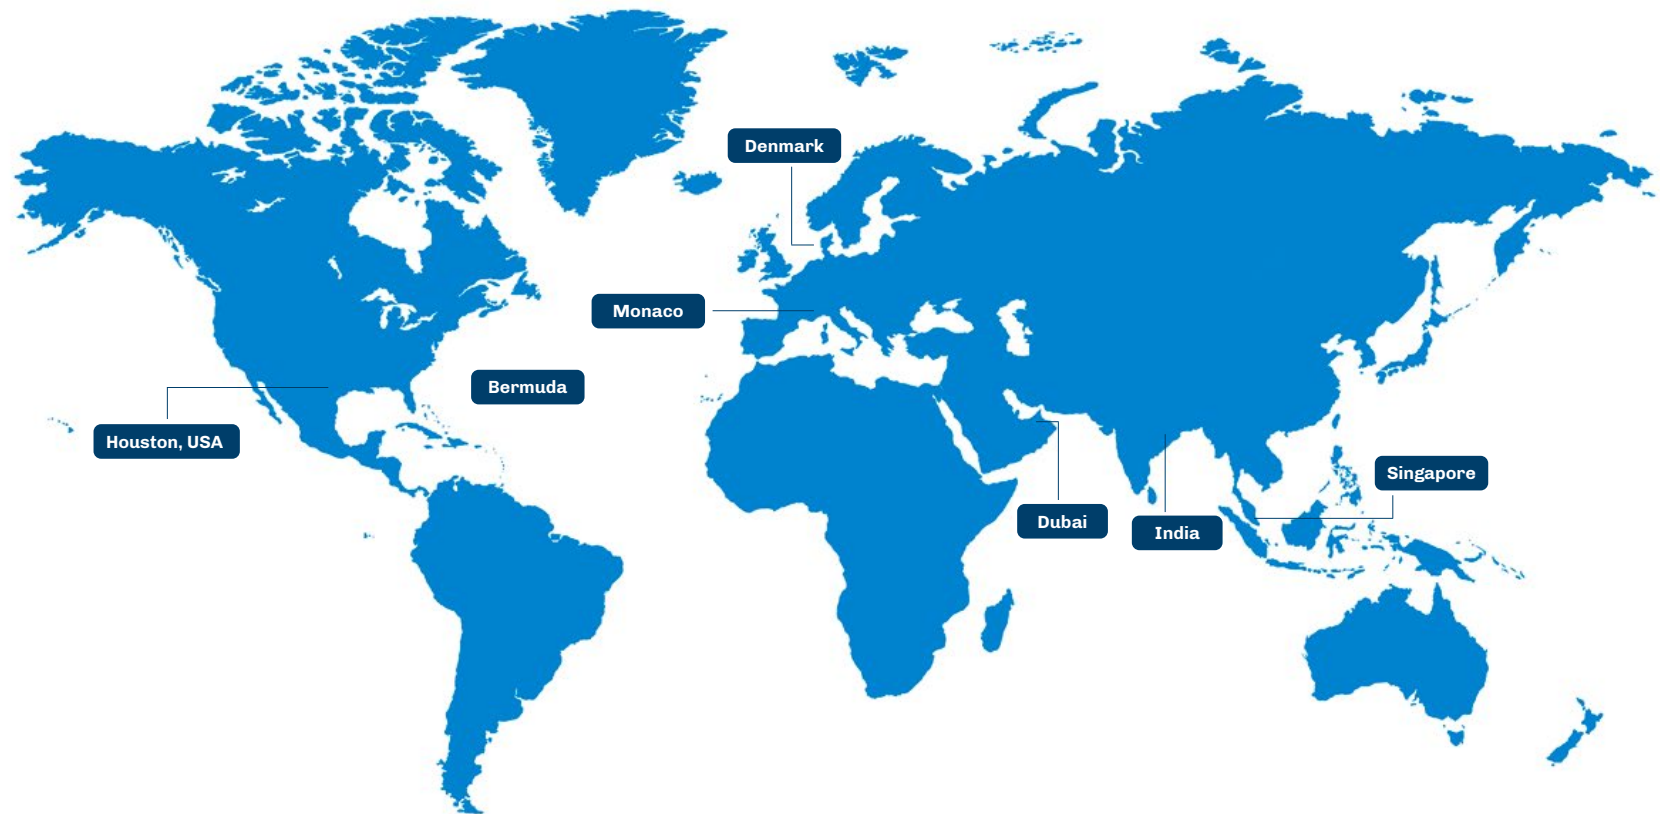 Denmark
Monaco
Bermuda
Houston, USA
Singapore
Dubai
India